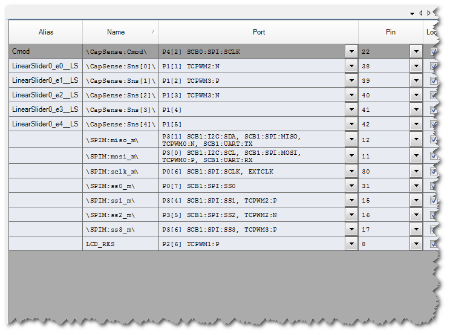 Alias Name / Port Pin Loc
Cmod \CapSense:Cmod\ P4[2] SCB0:SPI:SCLK 22
LinearSlider0_e0__LS \CapSense:Sns[0]\ P1[1] TCPWM2:N 38
LinearSlider0_e1__LS \CapSense:Sns[1]\ P1[2] TCPWM3:P 39
LinearSlider0_e2__LS \CapSense:Sns[2]\ P1[3] TCPWM3:N 40
LinearSlider0_e3__LS \CapSense:Sns[3]\ P1[4] 41
LinearSlider0_e4__LS \CapSense:Sns[4]\ P1[5] 42
\SPIM:miso_m\ P3[1] SCB1:I2C:SDA, SCB1:SPI:MISO, 12
TCPWM0:N, SCB1:UART:TX
\SPIM:mosi_m\ P3[0] SCB1:I2C:SCL, SCB1:SPI:MOSI, 11
TCPWM0:P, SCB1:UART:RX
\SPIM:sclk_m\ P0[6] SCB1:SPI:SCLK, EXTCLK 30
\SPIM:ss0_m\ P0[7] SCB1:SPI:SS0 31
\SPIM:ss1_m\ P3[4] SCB1:SPI:SS1, TCPWM2:P 15
\SPIM:ss2_m\ P3[5] SCB1:SPI:SS2, TCPWM2:N 16
\SPIM:ss3_m\ P3[6] SCB1:SPI:SS3, TCPWM3:P 17
LCD_RES P2[6] TCPWM1:P 8